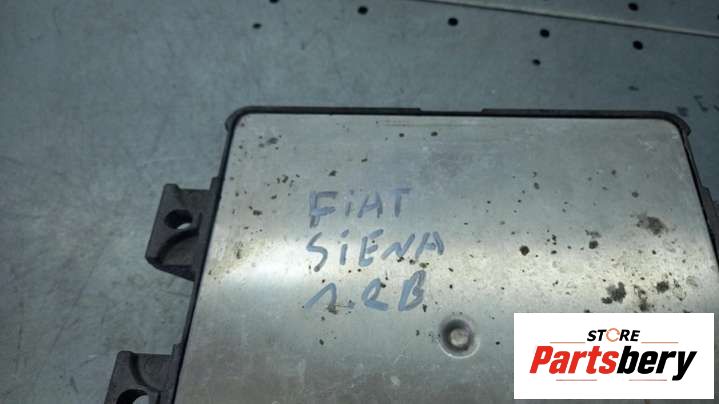 FiAT
SiENA
1.2B
STORE
Partsbery